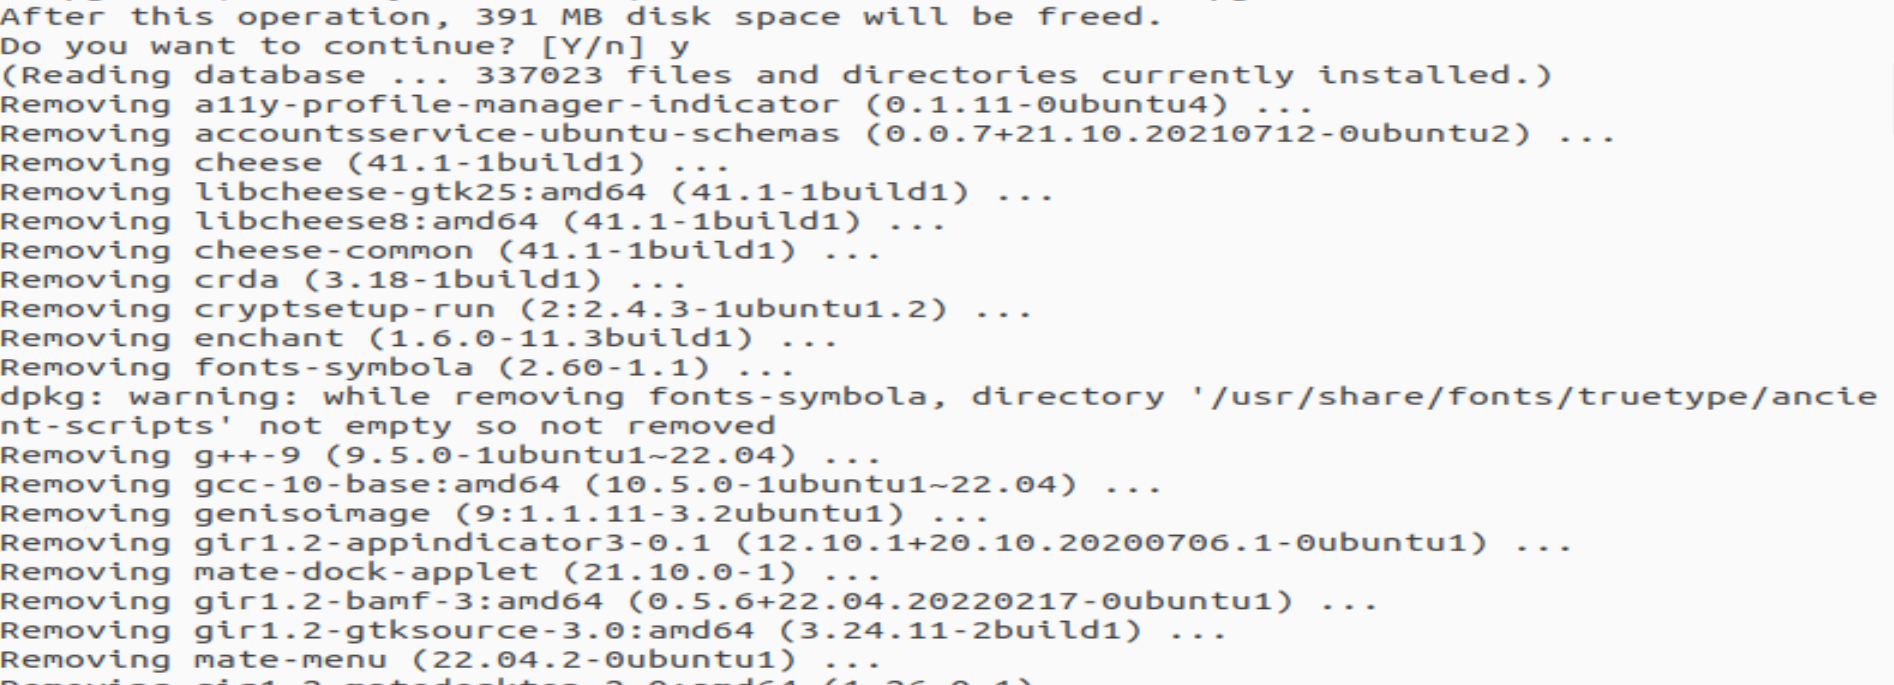 After this operation, 391 MB disk space will be freed.
Do you want to continue? [Y/n] y
(Reading database ... 337023 files and directories currently installed.)
Removing a11y-profile-manager-indicator (0.1.11-0ubuntu4) ...
Removing accountsservice-ubuntu-schemas (0.0.7+21.10.20210712-0ubuntu2) ...
Removing cheese (41.1-1build1) ...
Removing libcheese-gtk25:amd64 (41.1-1build1) ...
Removing libcheese8:amd64 (41.1-1build1) ...
Removing cheese-common (41.1-1build1) ...
Removing crda (3.18-1build1) ...
Removing cryptsetup-run (2:2.4.3-1ubuntu1.2) ...
Removing enchant (1.6.0-11.3build1) ...
Removing fonts-symbola (2.60-1.1) ...
dpkg: warning: while removing fonts-symbola, directory '/usr/share/fonts/truetype/ancie
nt-scripts' not empty so not removed
Removing g++-9 (9.5.0-1ubuntu1~22.04) ...
Removing gcc-10-base:amd64 (10.5.0-1ubuntu1~22.04) ...
Removing genisoimage (9:1.1.11-3.2ubuntu1) ...
Removing gir1.2-appindicator3-0.1 (12.10.1+20.10.20200706.1-0ubuntu1) ...
Removing mate-dock-applet (21.10.0-1) ...
Removing gir1.2-bamf-3:amd64 (0.5.6+22.04.20220217-0ubuntu1) ...
Removing gir1.2-gtksource-3.0:amd64 (3.24.11-2build1) ...
Removing mate-menu (22.04.2-0ubuntu1) ...